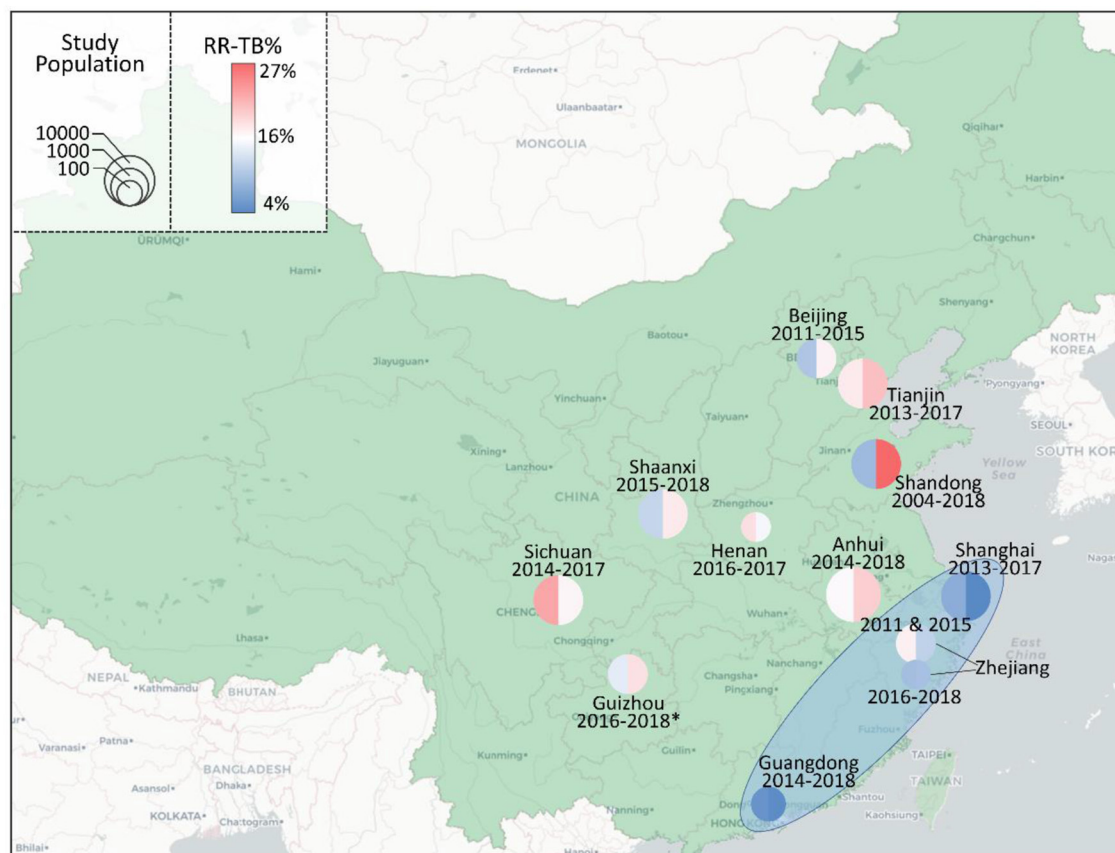 Study
Population
10000
1000
100
RR-TB%
27%
16%
4%
Erdenet
Ulaanbaatar
MONGOLIA
Qiqihar
Harbin
Changchun
ÜRÜMQI
Hami
Shenyang
Beijing
2011-2015
Baotou
NORTH
KOREA
Jiayuguan
Tianjin
2013-2017
Pyongyang
Yinchuan
Taiyuan
SEOUL
SOUTH KOR
Jinan
Xining
Lanzhou
Yellow
Sea
Shandong
2004-2018
Shaanxi
2015-2018
CHINA
Zhengzhou
Henan
2016-2017
Anhui
2014-2018
Shanghai
2013-2017
Nagas
Sichuan
2014-2017
CHENG
Wuhan
2011 & 2015
Lhasa
Chongqing
East
China
Nanchang
Zhejiang
NEPAL
Kathmandu
BHUTAN
Changsha
Pingxiang
2016-2018
Guizhou
2016-2018*
Varanasi
Patna
Kunming
Guilin
Fuzhou
TAIPEI
BANGLADESH
Guangdong
2014-2018
TAIWAN
Asansol
Dhaka
Nanning
Shantou
KOLKATA
Chattogram
HONG KONG
Kaohsiung
Bhilai
Hanoi